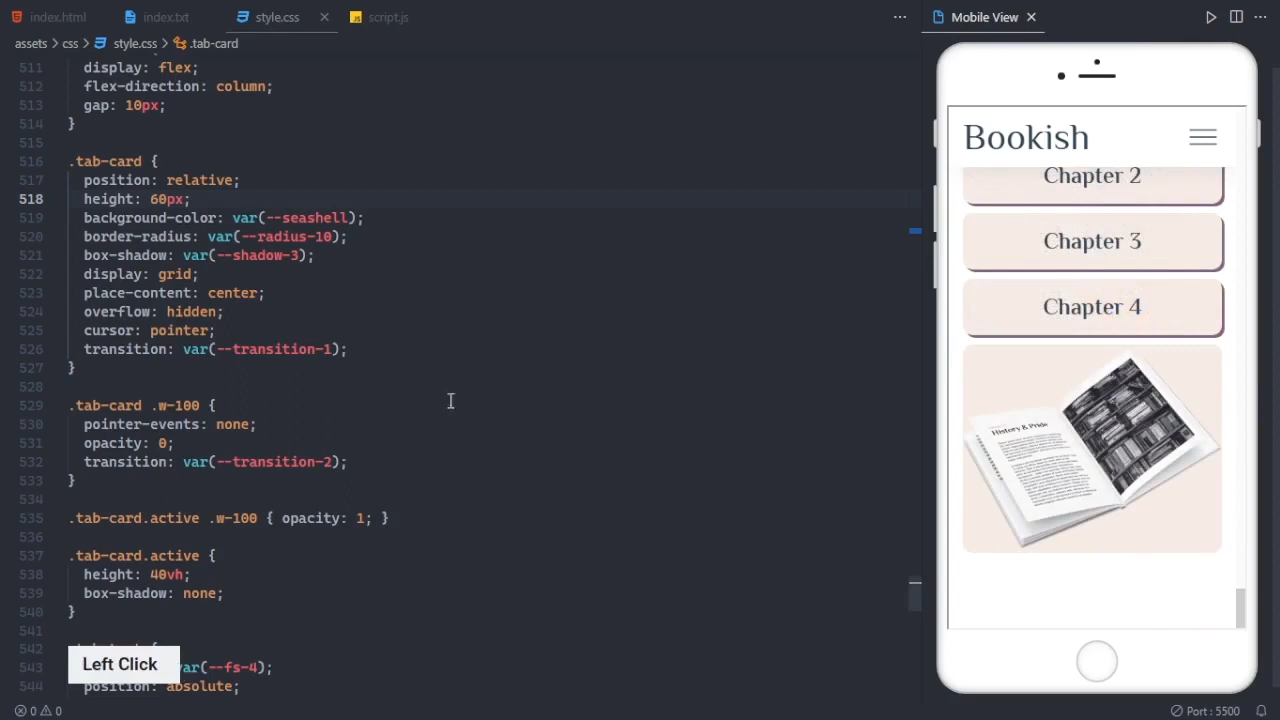 index.html
index.txt
style.css
script.js
Mobile View
assets > css > style.css > .tab-card
511 display: flex;
512 flex-direction: column;
513 gap: 10px;
514 }
515
516 .tab-card {
517 position: relative;
518 height: 60px;
519 background-color: var(--seashell);
520 border-radius: var(--radius-10);
521 box-shadow: var(--shadow-3);
522 display: grid;
523 place-content: center;
524 overflow: hidden;
525 cursor: pointer;
526 transition: var(--transition-1);
527 }
528
529 .tab-card .w-100 {
530 pointer-events: none;
531 opacity: 0;
532 transition: var(--transition-2);
533 }
534
535 .tab-card.active .w-100 { opacity: 1; }
536
537 .tab-card.active {
538 height: 40vh;
539 box-shadow: none;
540 }
541
542
543 var(--fs-4);
544 position: absolute;
Left Click
0 0
Bookish
Chapter 2
Chapter 3
Chapter 4
History & Pride
Port : 5500